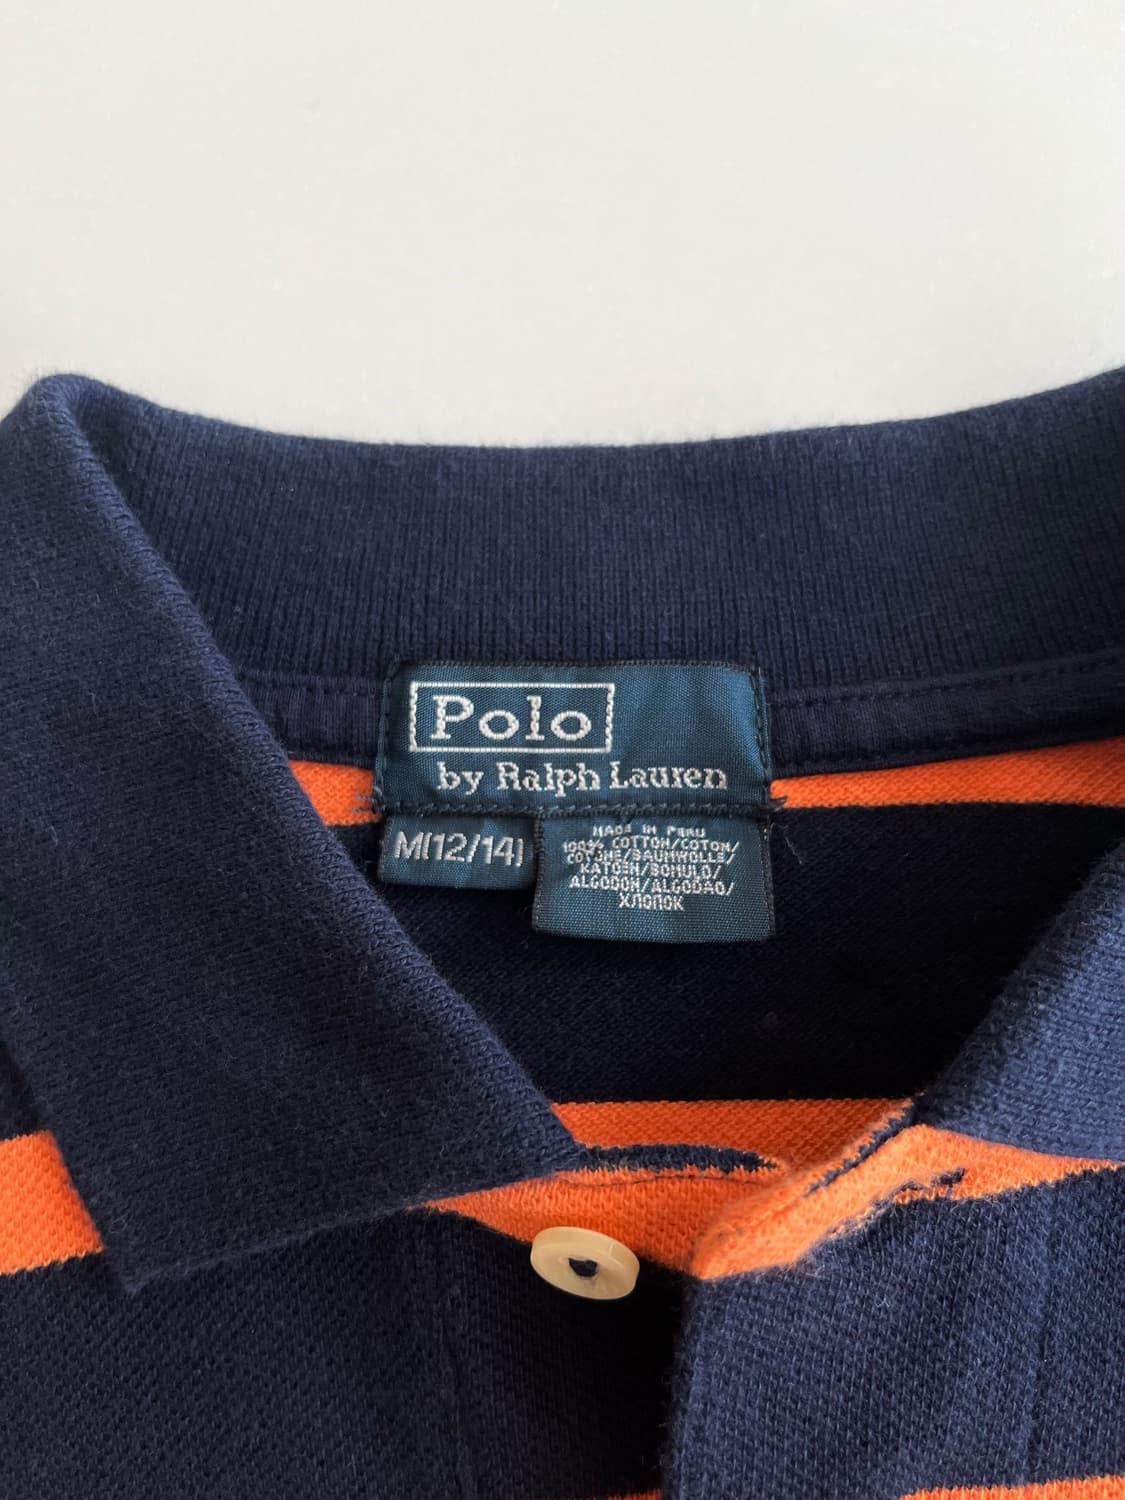 Polo
by Ralph Lauren
M(12/14)
MADE IN PERU
100% COTTON/COTON/
COTONE/BAUMWOLLE/
KATOEN/BOMULD/
ALGODON/ALGODAO/
ХЛОПОК